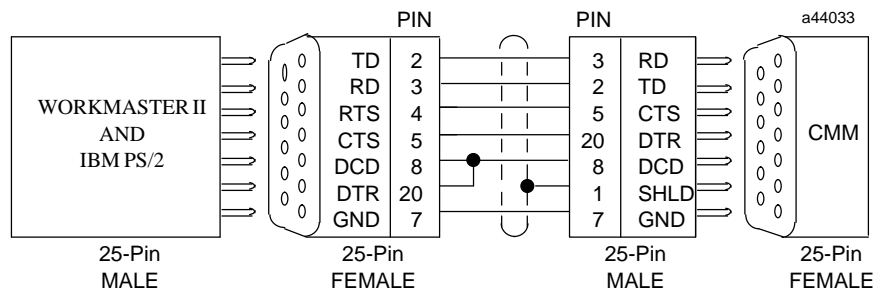 PIN PIN a44033
TD 2 3 RD
RD 3 2 TD
WORKMASTER II RTS 4 5 CTS
AND CTS 5 20 DTR CMM
IBM PS/2 DCD 8 8 DCD
DTR 20 1 SHLD
GND 7 7 GND
25-Pin 25-Pin 25-Pin 25-Pin
MALE FEMALE MALE FEMALE